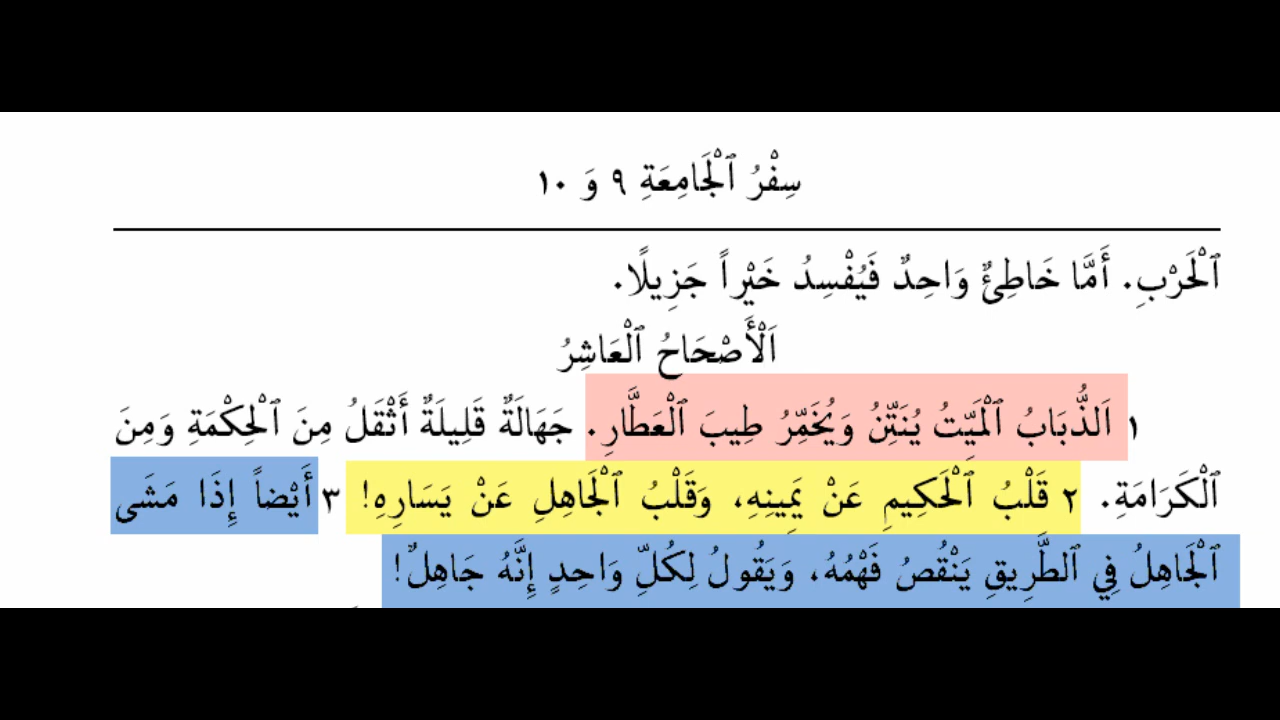 سِفْرُ ٱلْجَامِعَةِ ٩ وَ ١٠
ٱلْحَرْبِ. أَمَّا خَاطِئٌ وَاحِدٌ فَيُفْسِدُ خَيْراً جَزِيلًا.
اَلْأَصْحَاحُ ٱلْعَاشِرُ
١ اَلذُّبَابُ ٱلْمَيِّتُ يُنَتِّنُ وَيُخَمِّرُ طِيبَ ٱلْعَطَّارِ. جَهَالَةٌ قَلِيلَةٌ أَثْقَلُ مِنَ ٱلْحِكْمَةِ وَمِنَ
ٱلْكَرَامَةِ. ٢ قَلْبُ ٱلْحَكِيمِ عَنْ يَمِينِهِ، وَقَلْبُ ٱلْجَاهِلِ عَنْ يَسَارِهِ! ٣ أَيْضاً إِذَا مَشَى
ٱلْجَاهِلُ فِي ٱلطَّرِيقِ يَنْقُصُ فَهْمُهُ، وَيَقُولُ لِكُلِّ وَاحِدٍ إِنَّهُ جَاهِلٌ!